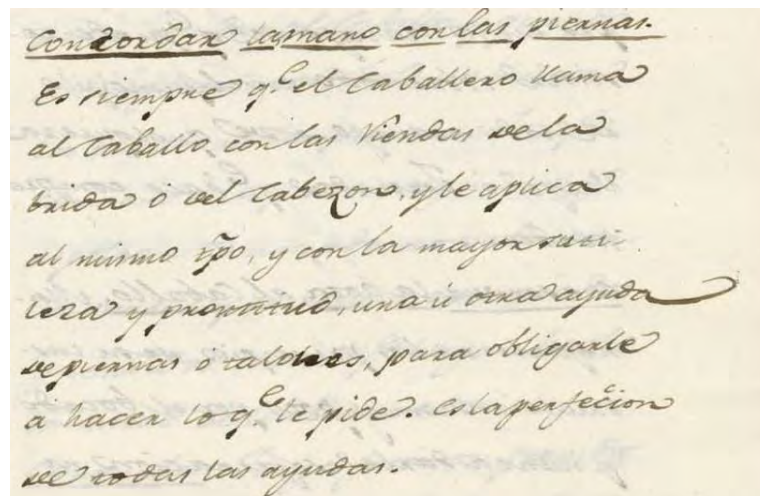 Concordar la mano con las piernas.
Es siempre q.e el Caballero llama
al Caballo con las Riendas de la
brida ó del Cabezon, y le aplica
al mismo tpo, y con la mayor suti-
leza y prontitud, una ú otra ayuda
de piernas ó talones, para obligarle
á hacer lo q.e le pide. Es la perfeccion
de todas las ayudas.